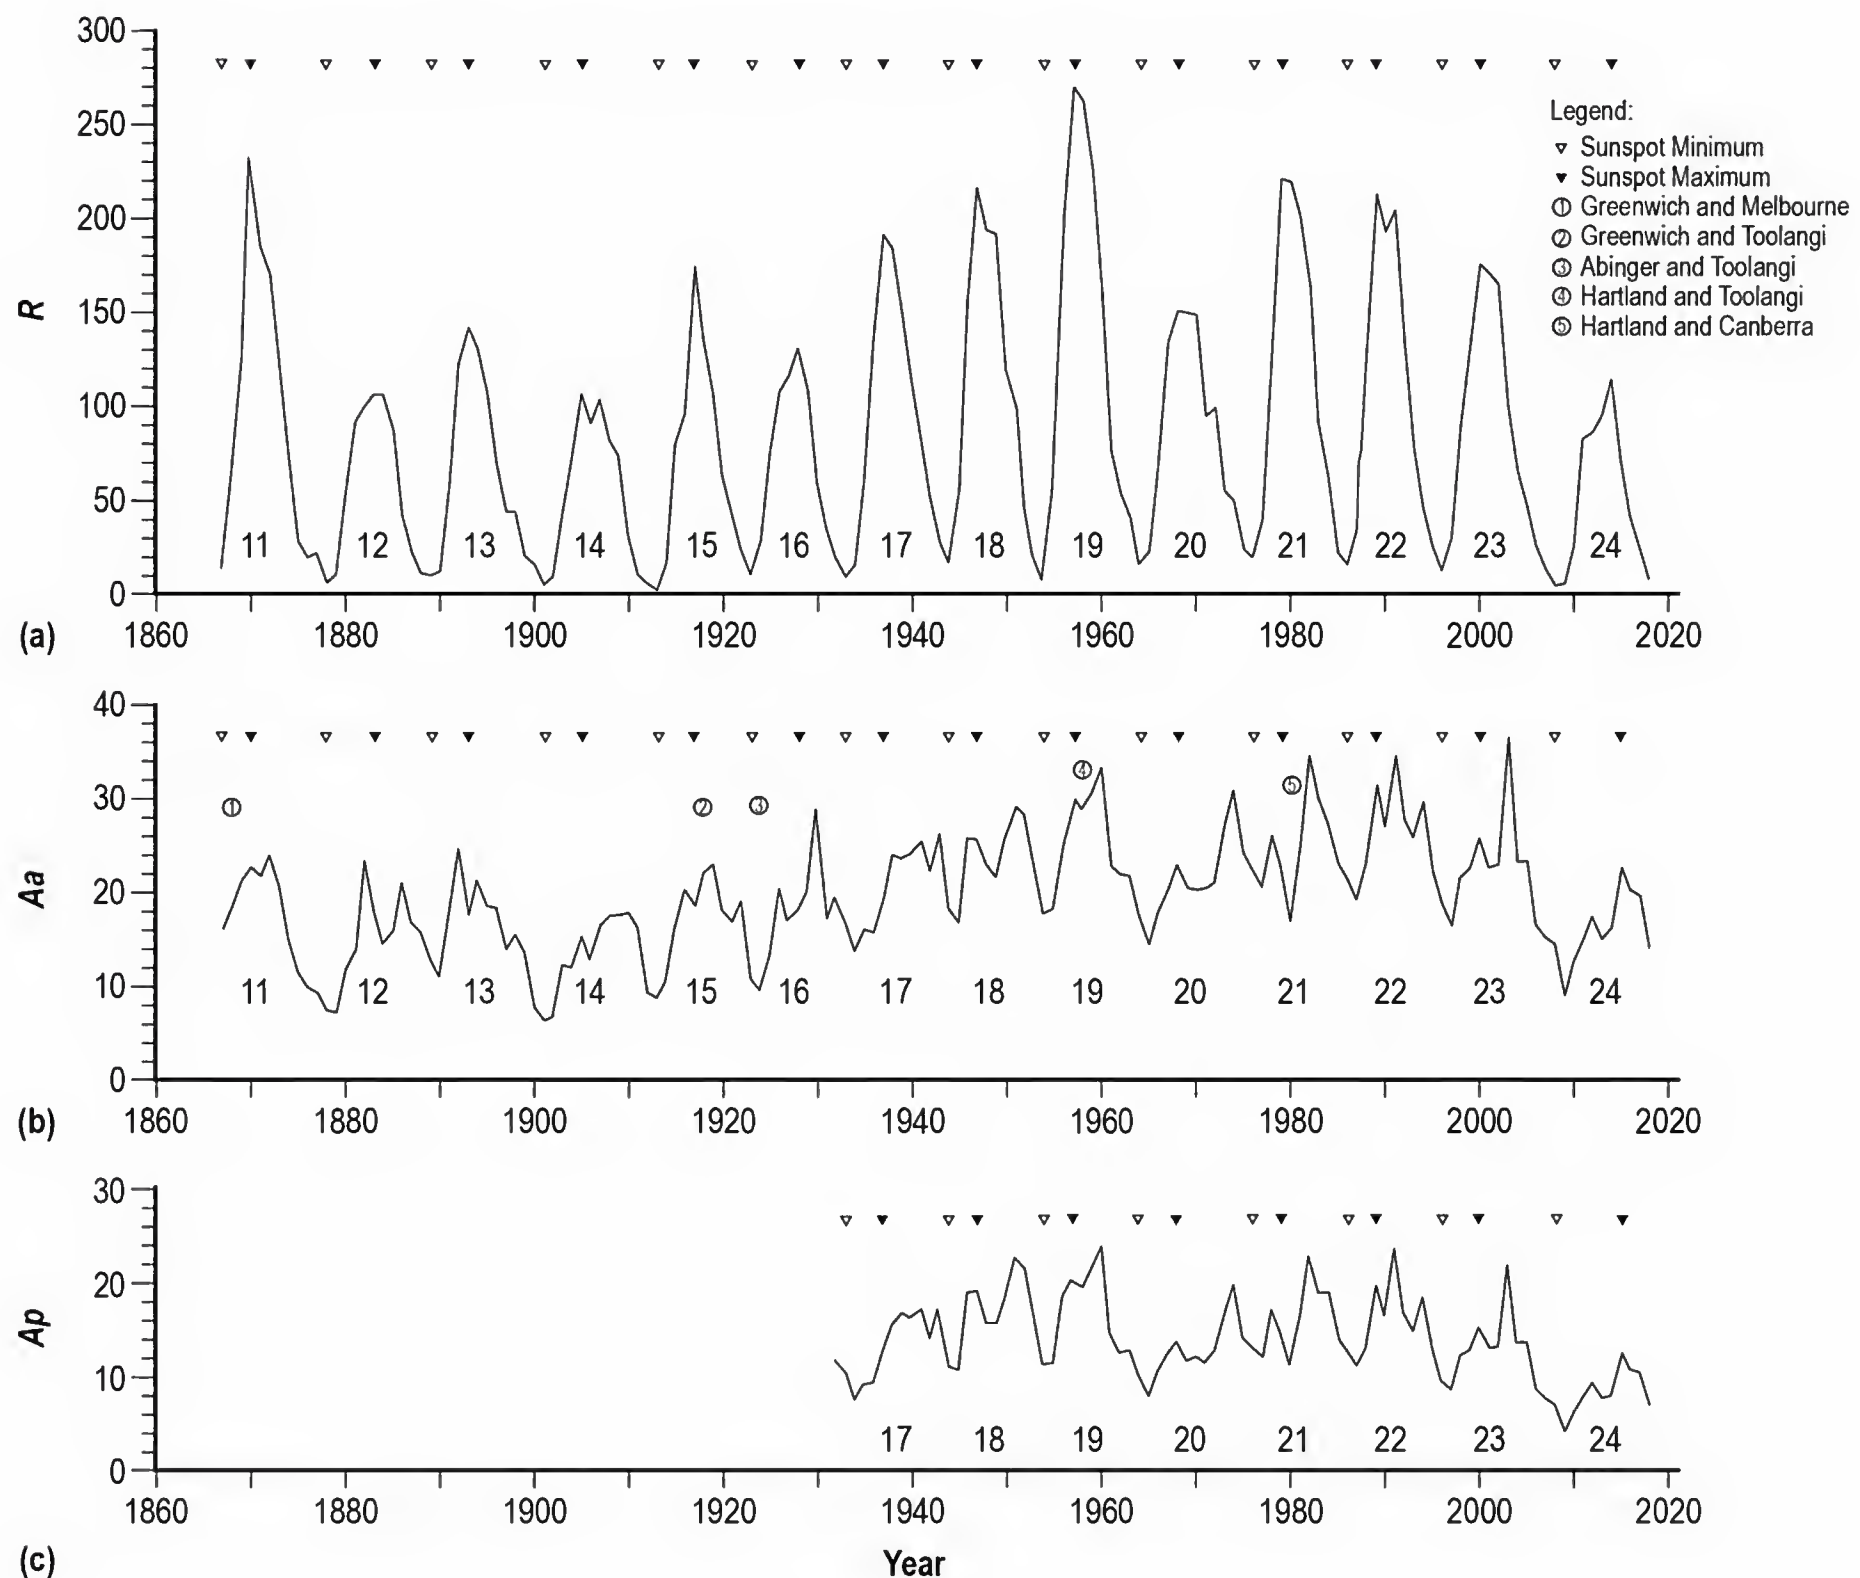 300
250
200
150
100
50
0
R
Legend:
Sunspot Minimum
Sunspot Maximum
① Greenwich and Melbourne
② Greenwich and Toolangi
③ Abinger and Toolangi
④ Hartland and Toolangi
⑤ Hartland and Canberra
11 12 13 14 15 16 17 18 19 20 21 22 23 24
1860 1880 1900 1920 1940 1960 1980 2000 2020
(a)
40
30
20
10
0
Aa
① ② ③ ④ ⑤
11 12 13 14 15 16 17 18 19 20 21 22 23 24
1860 1880 1900 1920 1940 1960 1980 2000 2020
(b)
30
20
10
0
Ap
17 18 19 20 21 22 23 24
1860 1880 1900 1920 1940 1960 1980 2000 2020
(c)
Year